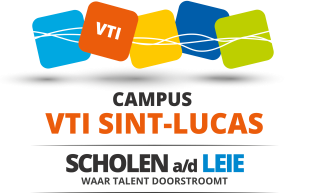 VTI
CAMPUS
VTI SINT-LUCAS
SCHOLEN a/d LEIE
WAAR TALENT DOORSTROOMT